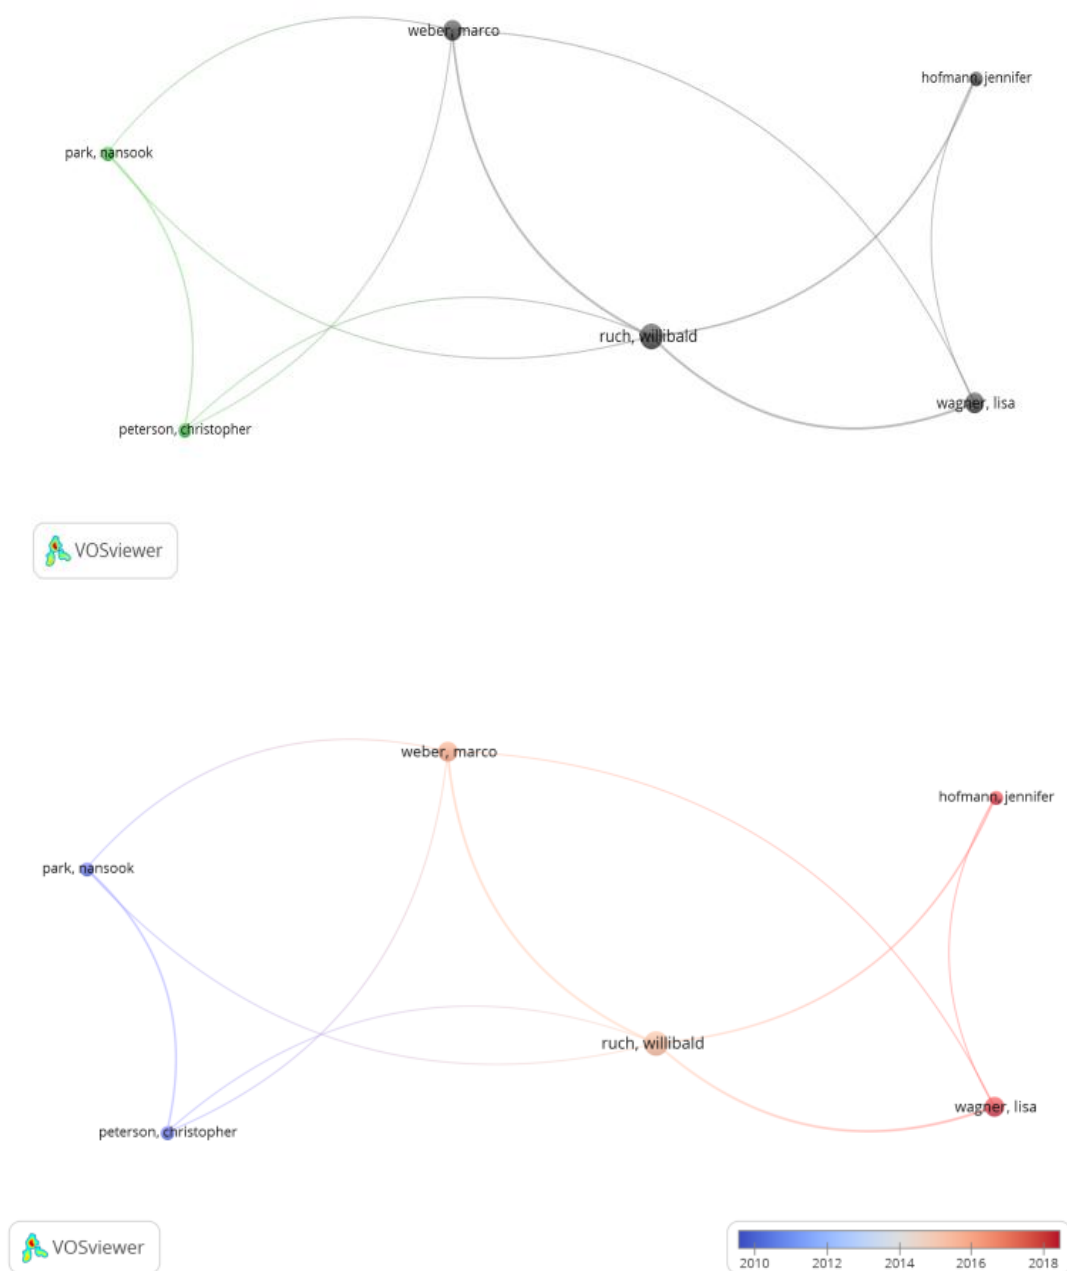 weber, marco
hofmann, jennifer
park, nansook
ruch, willibald
wagner, lisa
peterson, christopher
VOSviewer
weber, marco
hofmann, jennifer
park, nansook
ruch, willibald
wagner, lisa
peterson, christopher
VOSviewer
2010 2012 2014 2016 2018